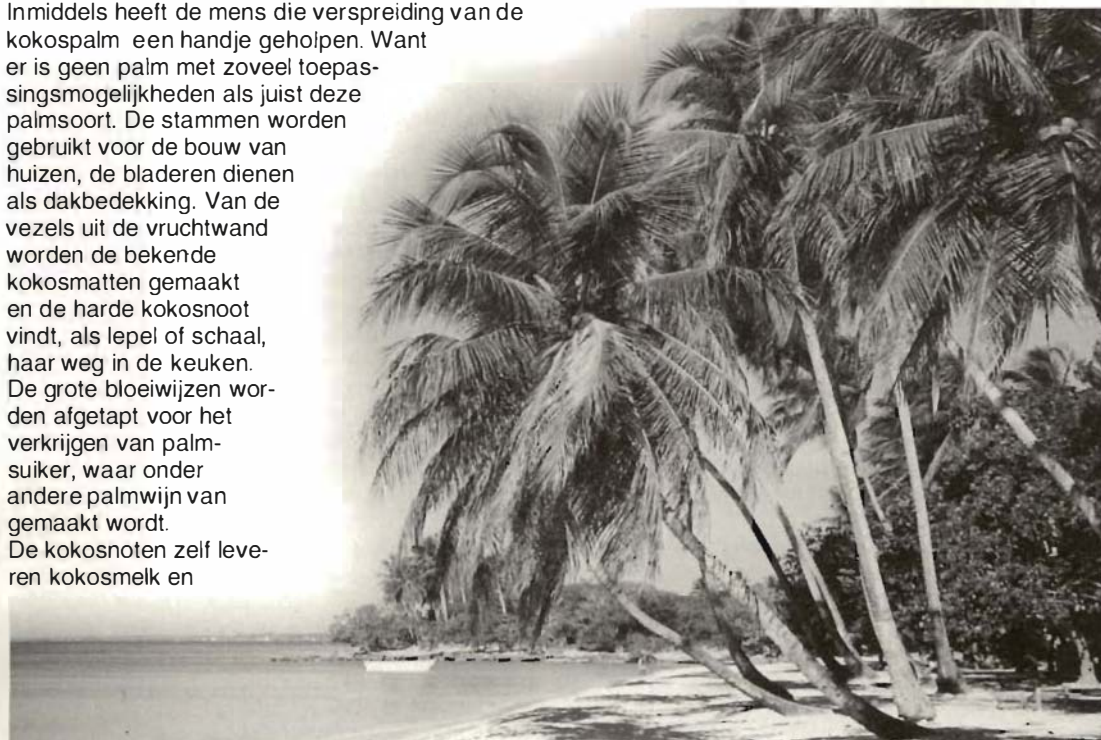 Inmiddels heeft de mens die verspreiding van de
kokospalm een handje geholpen. Want
er is geen palm met zoveel toepas-
singsmogelijkheden als juist deze
palmsoort. De stammen worden
gebruikt voor de bouw van
huizen, de bladeren dienen
als dakbedekking. Van de
vezels uit de vruchtwand
worden de bekende
kokosmatten gemaakt
en de harde kokosnoot
vindt, als lepel of schaal,
haar weg in de keuken.
De grote bloeiwijzen wor-
den afgetapt voor het
verkrijgen van palm-
suiker, waar onder
andere palmwijn van
gemaakt wordt.
De kokosnoten zelf leve-
ren kokosmelk en